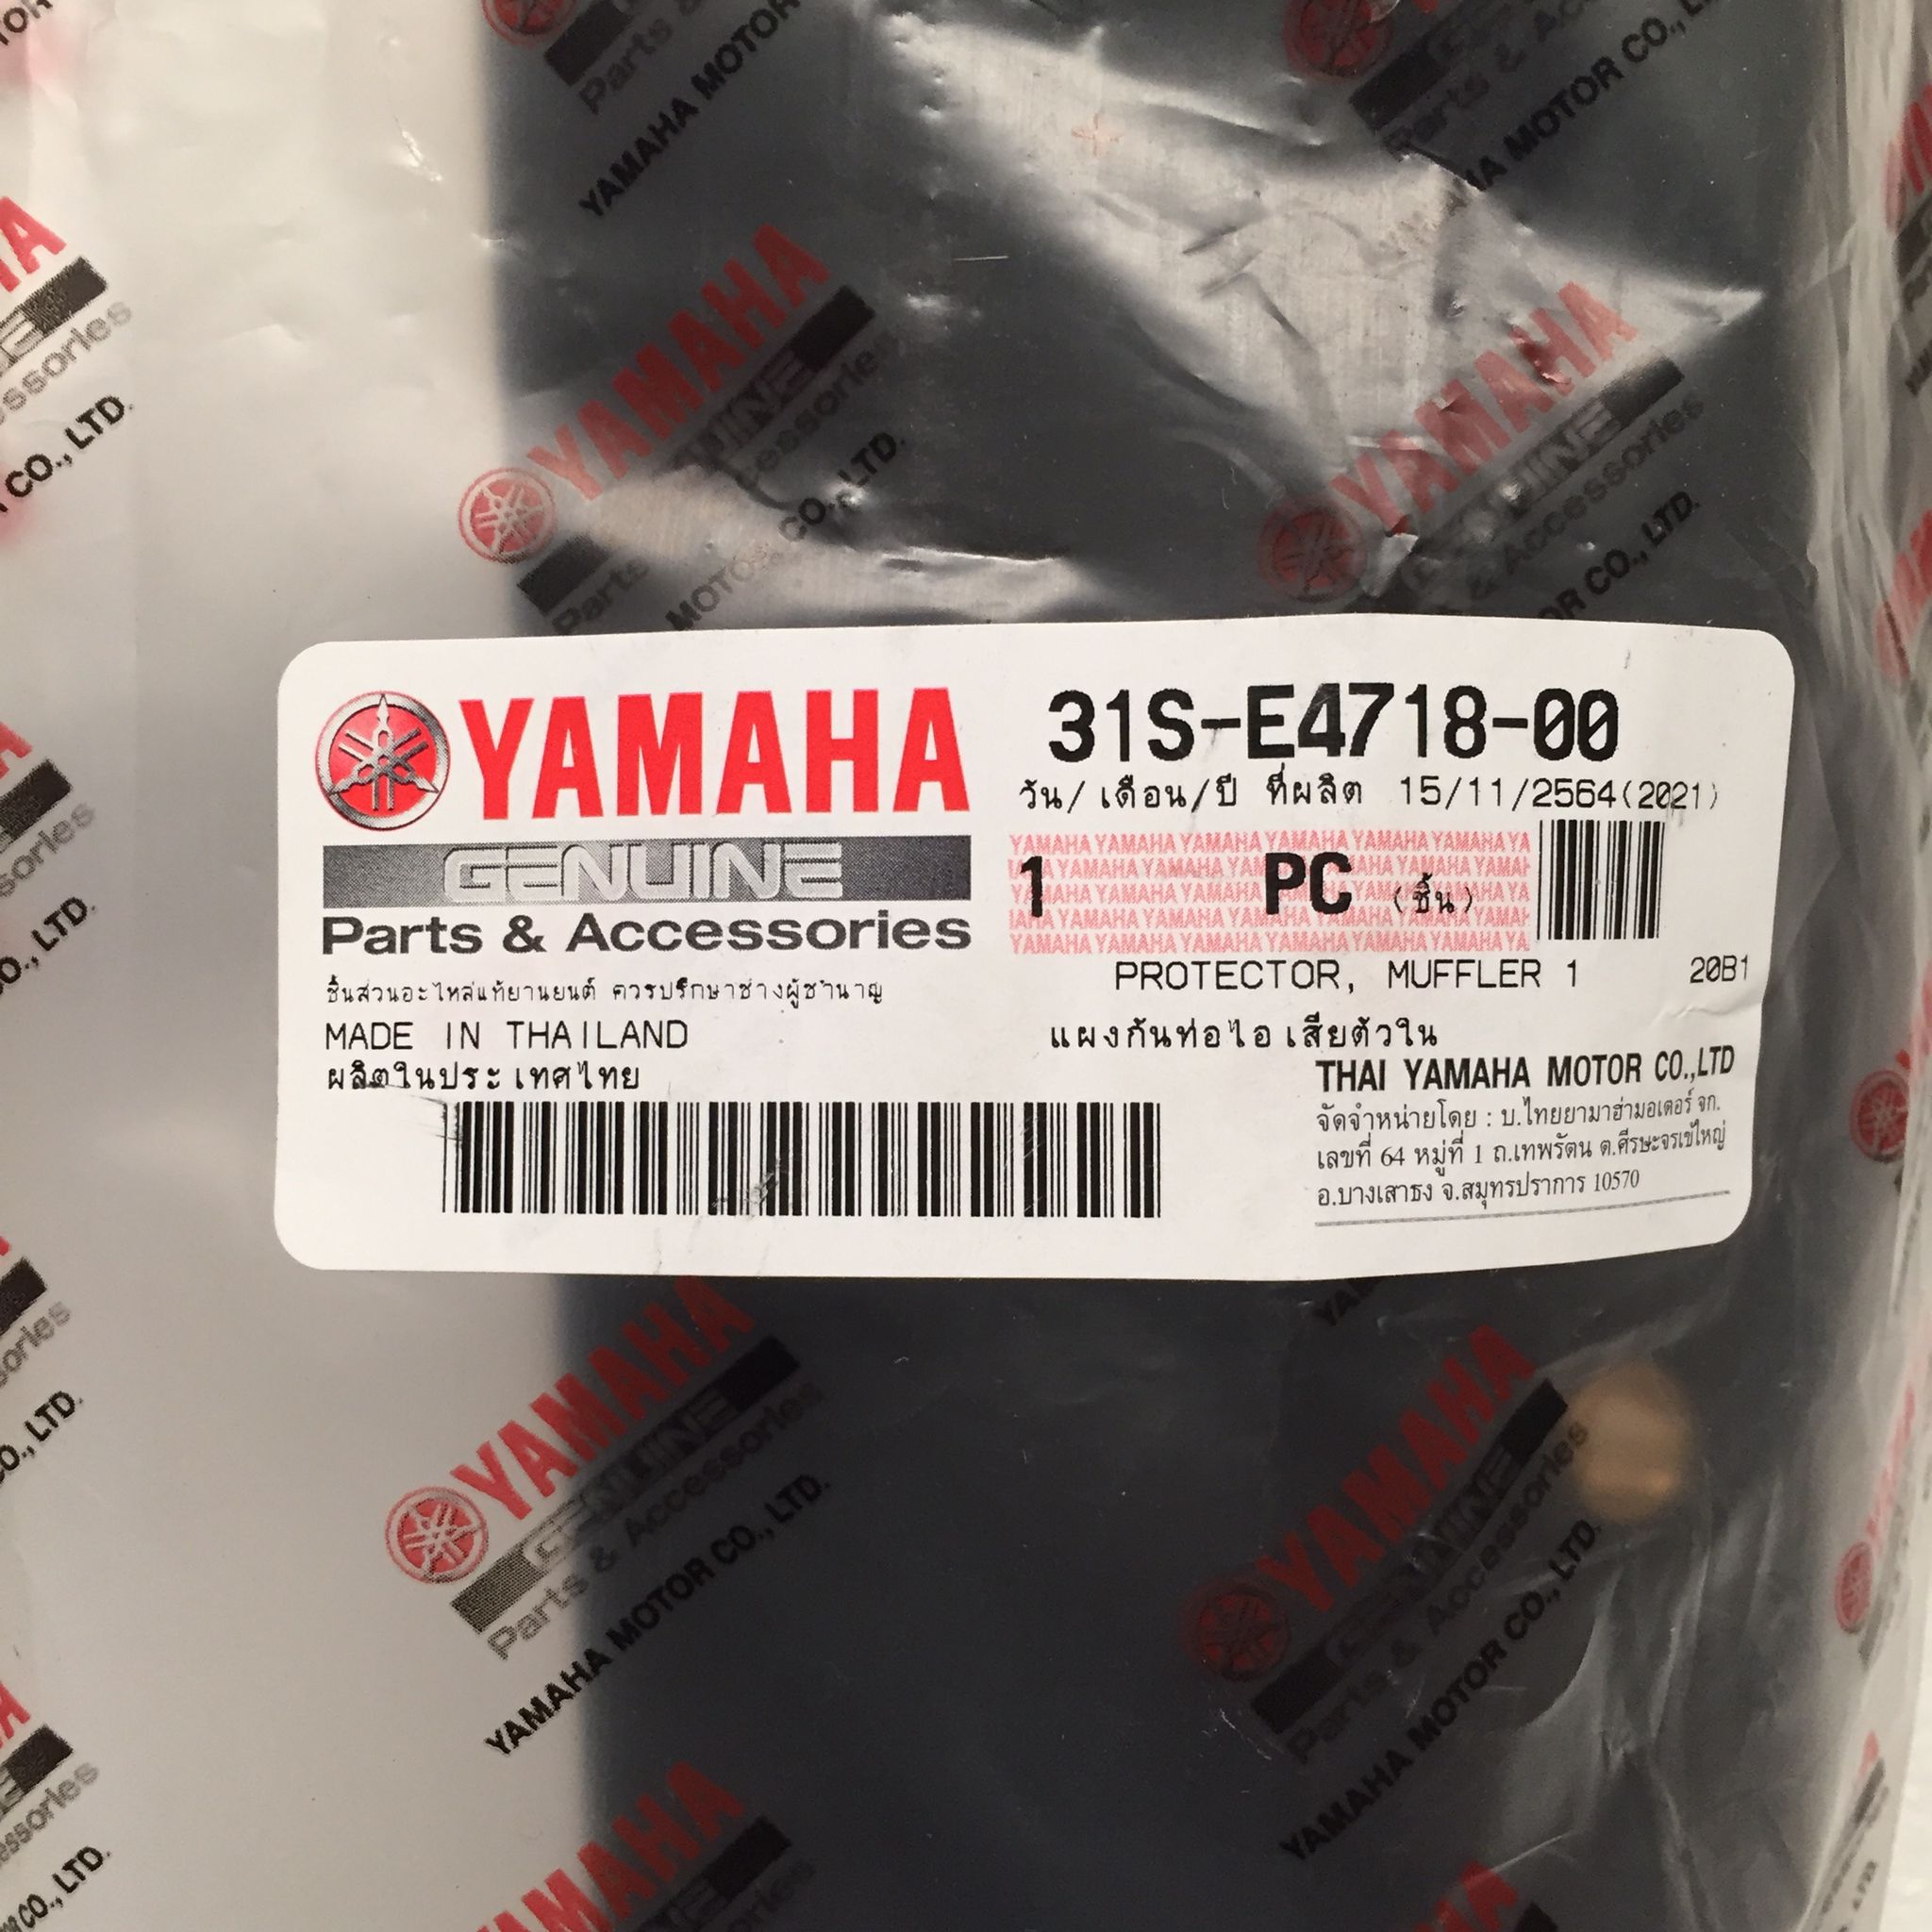 YAMAHA
GENUINE
Parts & Accessories
ชิ้นส่วนอะไหล่แท้ยานยนต์ ควรปรึกษาช่างผู้ชำนาญ
MADE IN THAILAND
ผลิตในประเทศไทย
31S-E4718-00
วัน/เดือน/ปี ที่ผลิต 15/11/2564(2021)
1 PC (ชิ้น)
PROTECTOR, MUFFLER 1 20B1
แผงกันท่อไอเสียตัวใน
THAI YAMAHA MOTOR CO.,LTD
จัดจำหน่ายโดย : บ.ไทยยามาฮ่ามอเตอร์ จก.
เลขที่ 64 หมู่ที่ 1 ถ.เทพรัตน ต.ศีรษะจรเข้ใหญ่
อ.บางเสาธง จ.สมุทรปราการ 10570
YAMAHA
GENUINE
Parts & Accessories
YAMAHA MOTOR CO., LTD.
YAMAHA
GENUINE
Parts & Accessories
YAMAHA MOTOR CO., LTD.